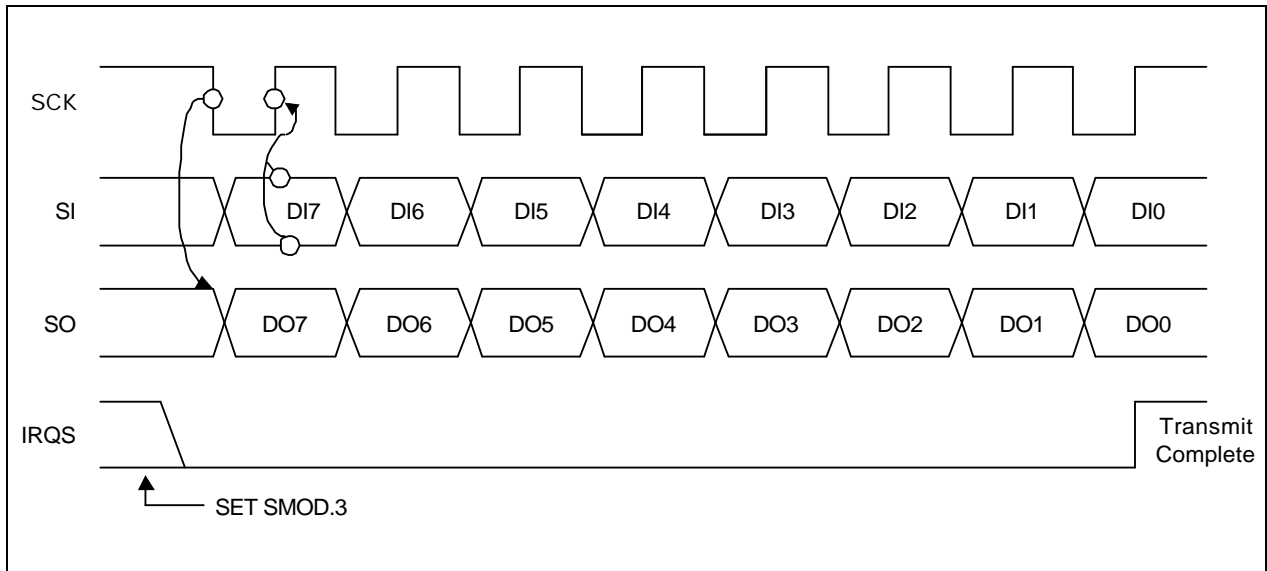 SCK
SI
DI7 DI6 DI5 DI4 DI3 DI2 DI1 DI0
SO
DO7 DO6 DO5 DO4 DO3 DO2 DO1 DO0
IRQS
Transmit
Complete
SET SMOD.3